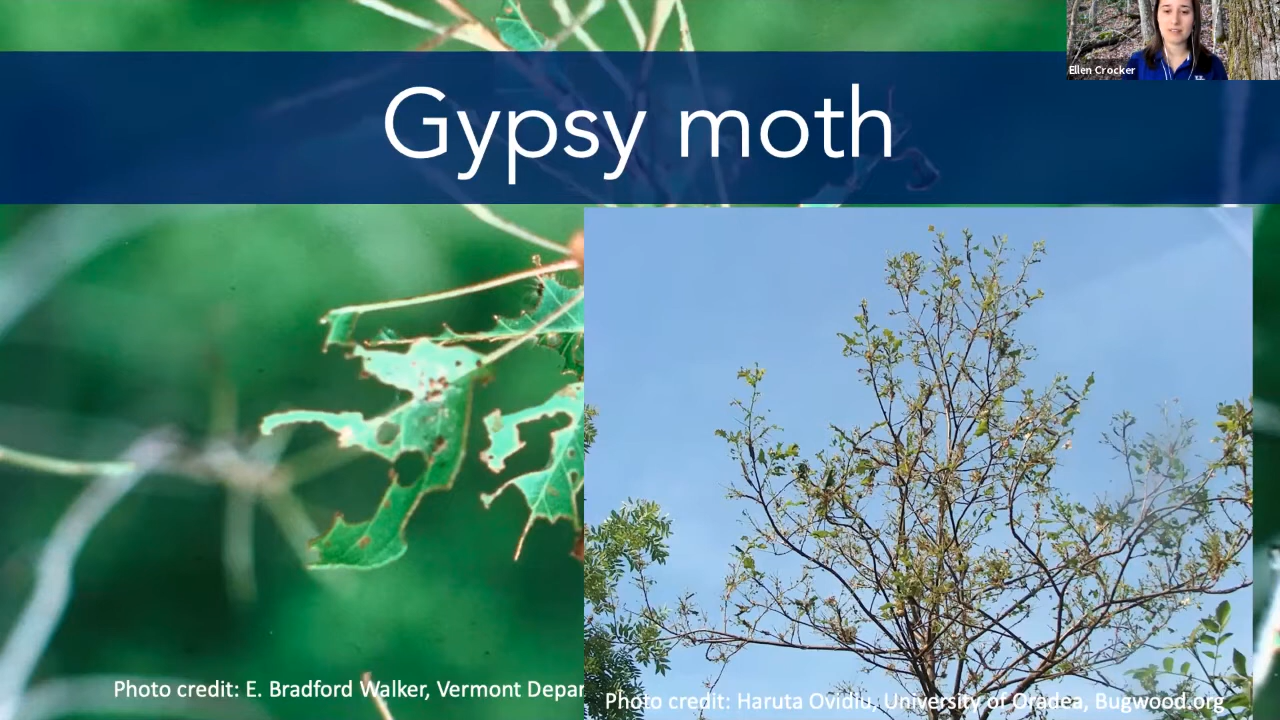 Ellen Crocker
Gypsy moth
Photo credit: E. Bradford Walker, Vermont Depar
Photo credit: Haruta Ovidiu, University of Oradea, Bugwood.org